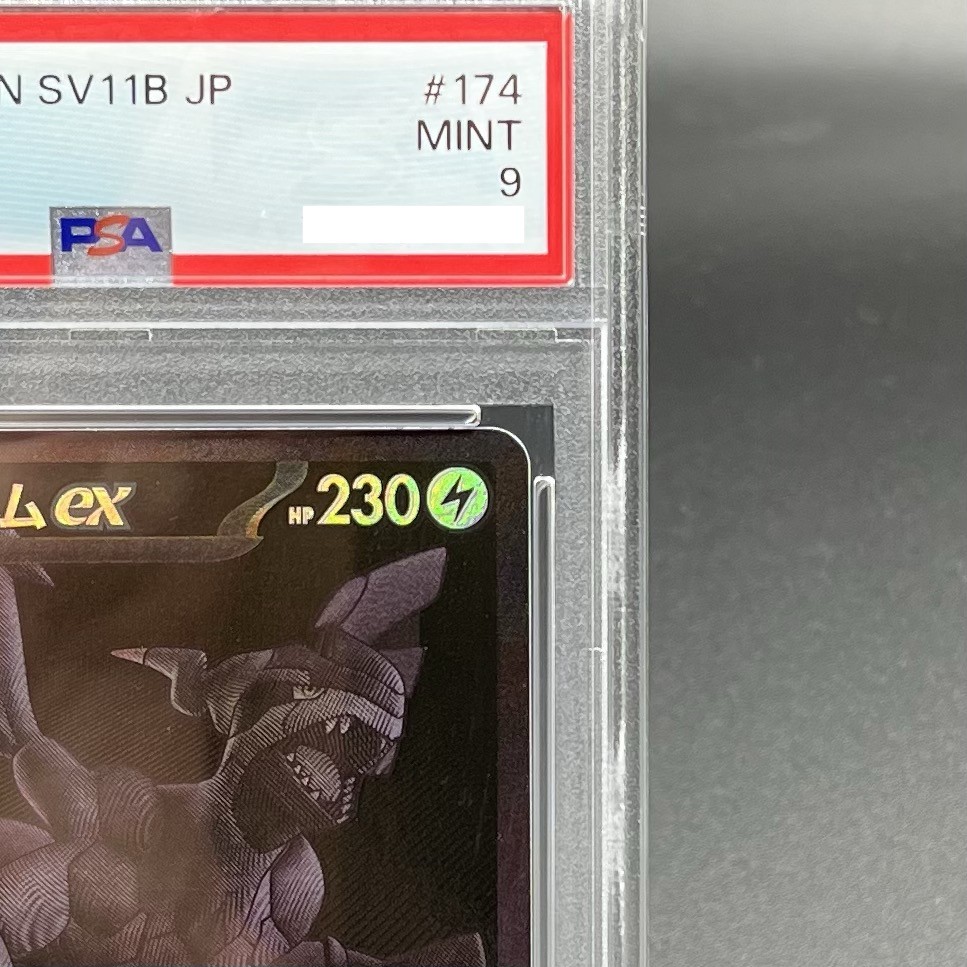 N SV11B JP #174
MINT
9
PSA
ムex HP230